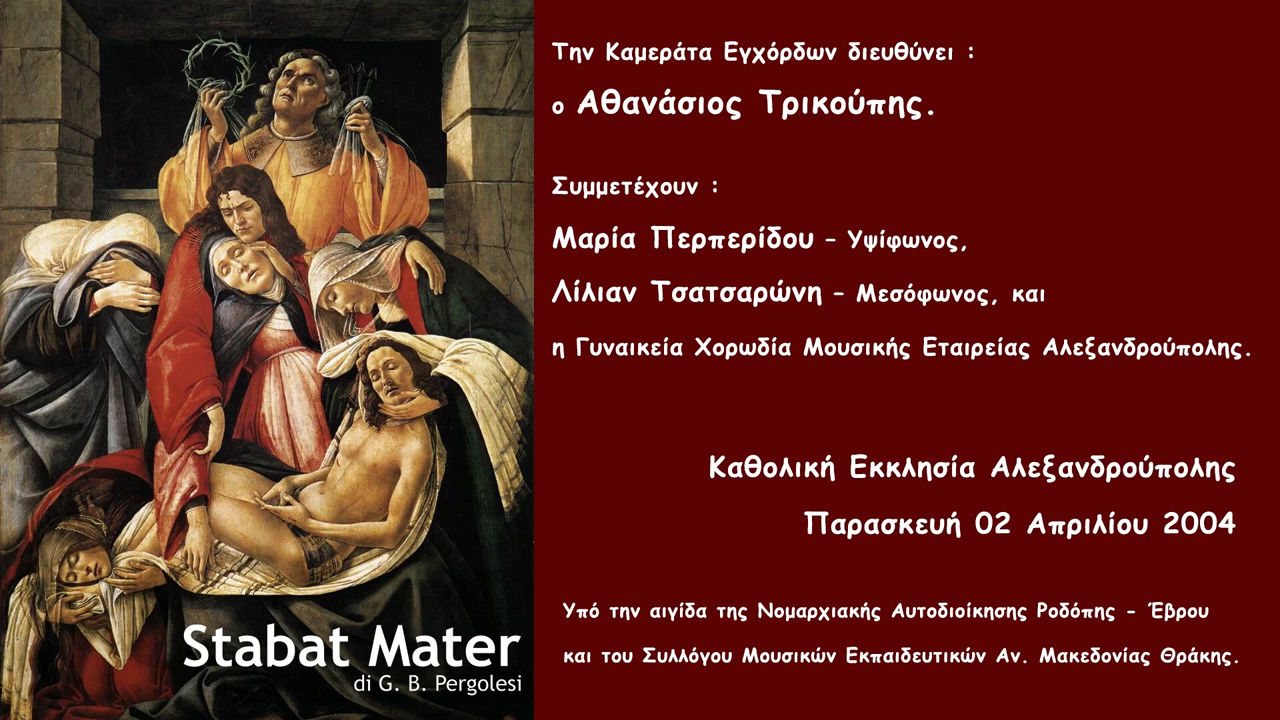 Την Καμεράτα Εγχόρδων διευθύνει :
ο Αθανάσιος Τρικούπης.
Συμμετέχουν :
Μαρία Περπερίδου – Υψίφωνος,
Λίλιαν Τσατσαρώνη – Μεσόφωνος, και
η Γυναικεία Χορωδία Μουσικής Εταιρείας Αλεξανδρούπολης.
Καθολική Εκκλησία Αλεξανδρούπολης
Παρασκευή 02 Απριλίου 2004
Υπό την αιγίδα της Νομαρχιακής Αυτοδιοίκησης Ροδόπης - Έβρου
και του Συλλόγου Μουσικών Εκπαιδευτικών Αν. Μακεδονίας Θράκης.
Stabat Mater
di G. B. Pergolesi